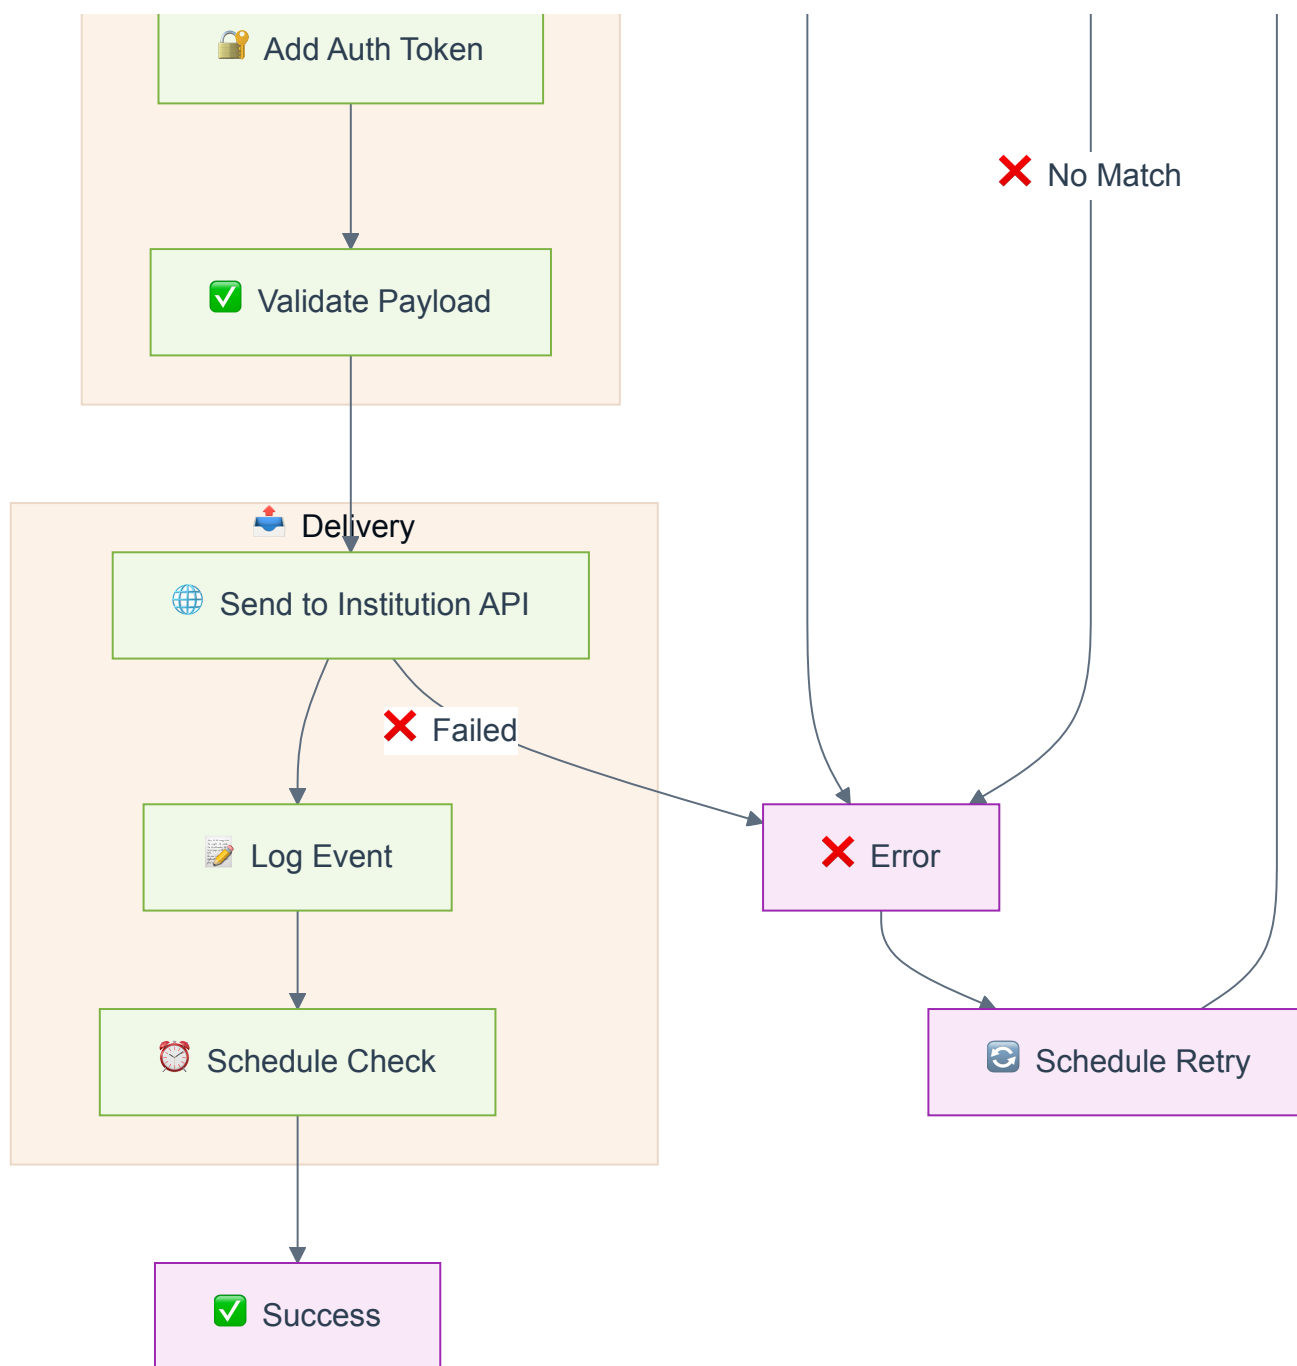 🔐 Add Auth Token
❌ No Match
✅ Validate Payload
📤 Delivery
🌐 Send to Institution API
❌ Failed
📝 Log Event
❌ Error
⏰ Schedule Check
🔄 Schedule Retry
✅ Success